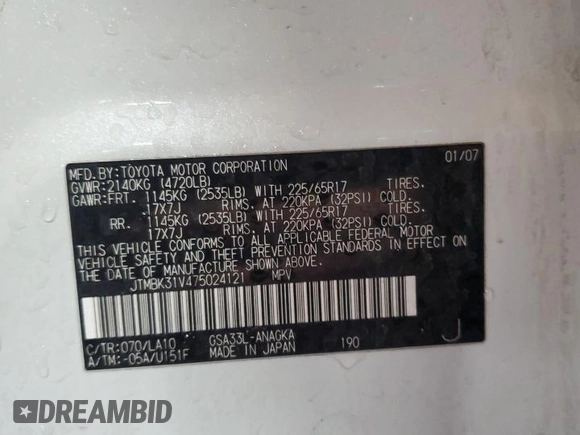 MFD.BY:TOYOTA MOTOR CORPORATION 01/07
GVWR:2140KG (4720LB)
GAWR:FRT. 1145KG (2535LB) WITH 225/65R17 TIRES.
17X7J RIMS. AT 220KPA (32PSI) COLD.
RR. 1145KG (2535LB) WITH 225/65R17 TIRES.
17X7J RIMS. AT 220KPA (32PSI) COLD.
THIS VEHICLE CONFORMS TO ALL APPLICABLE FEDERAL MOTOR
VEHICLE SAFETY AND THEFT PREVENTION STANDARDS IN EFFECT
ON THE DATE OF MANUFACTURE SHOWN ABOVE.
JTMBK31V475024121 MPV
C/TR:070/LA10 GSA33L-ANAGKA 190 J
A/TM:-05A/U151F MADE IN JAPAN
DREAMBID